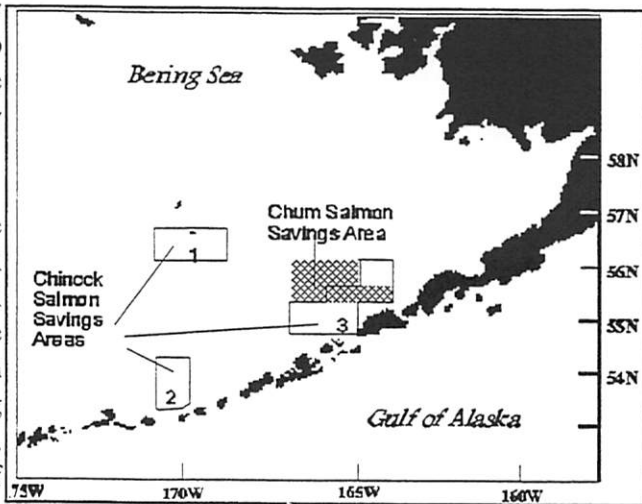 Bering Sea
58N
57N
Chum Salmon
Savings Area
1
56N
Chinook
Salmon
Savings
Areas
3
55N
2
54N
Gulf of Alaska
175W
170W
165W
160W